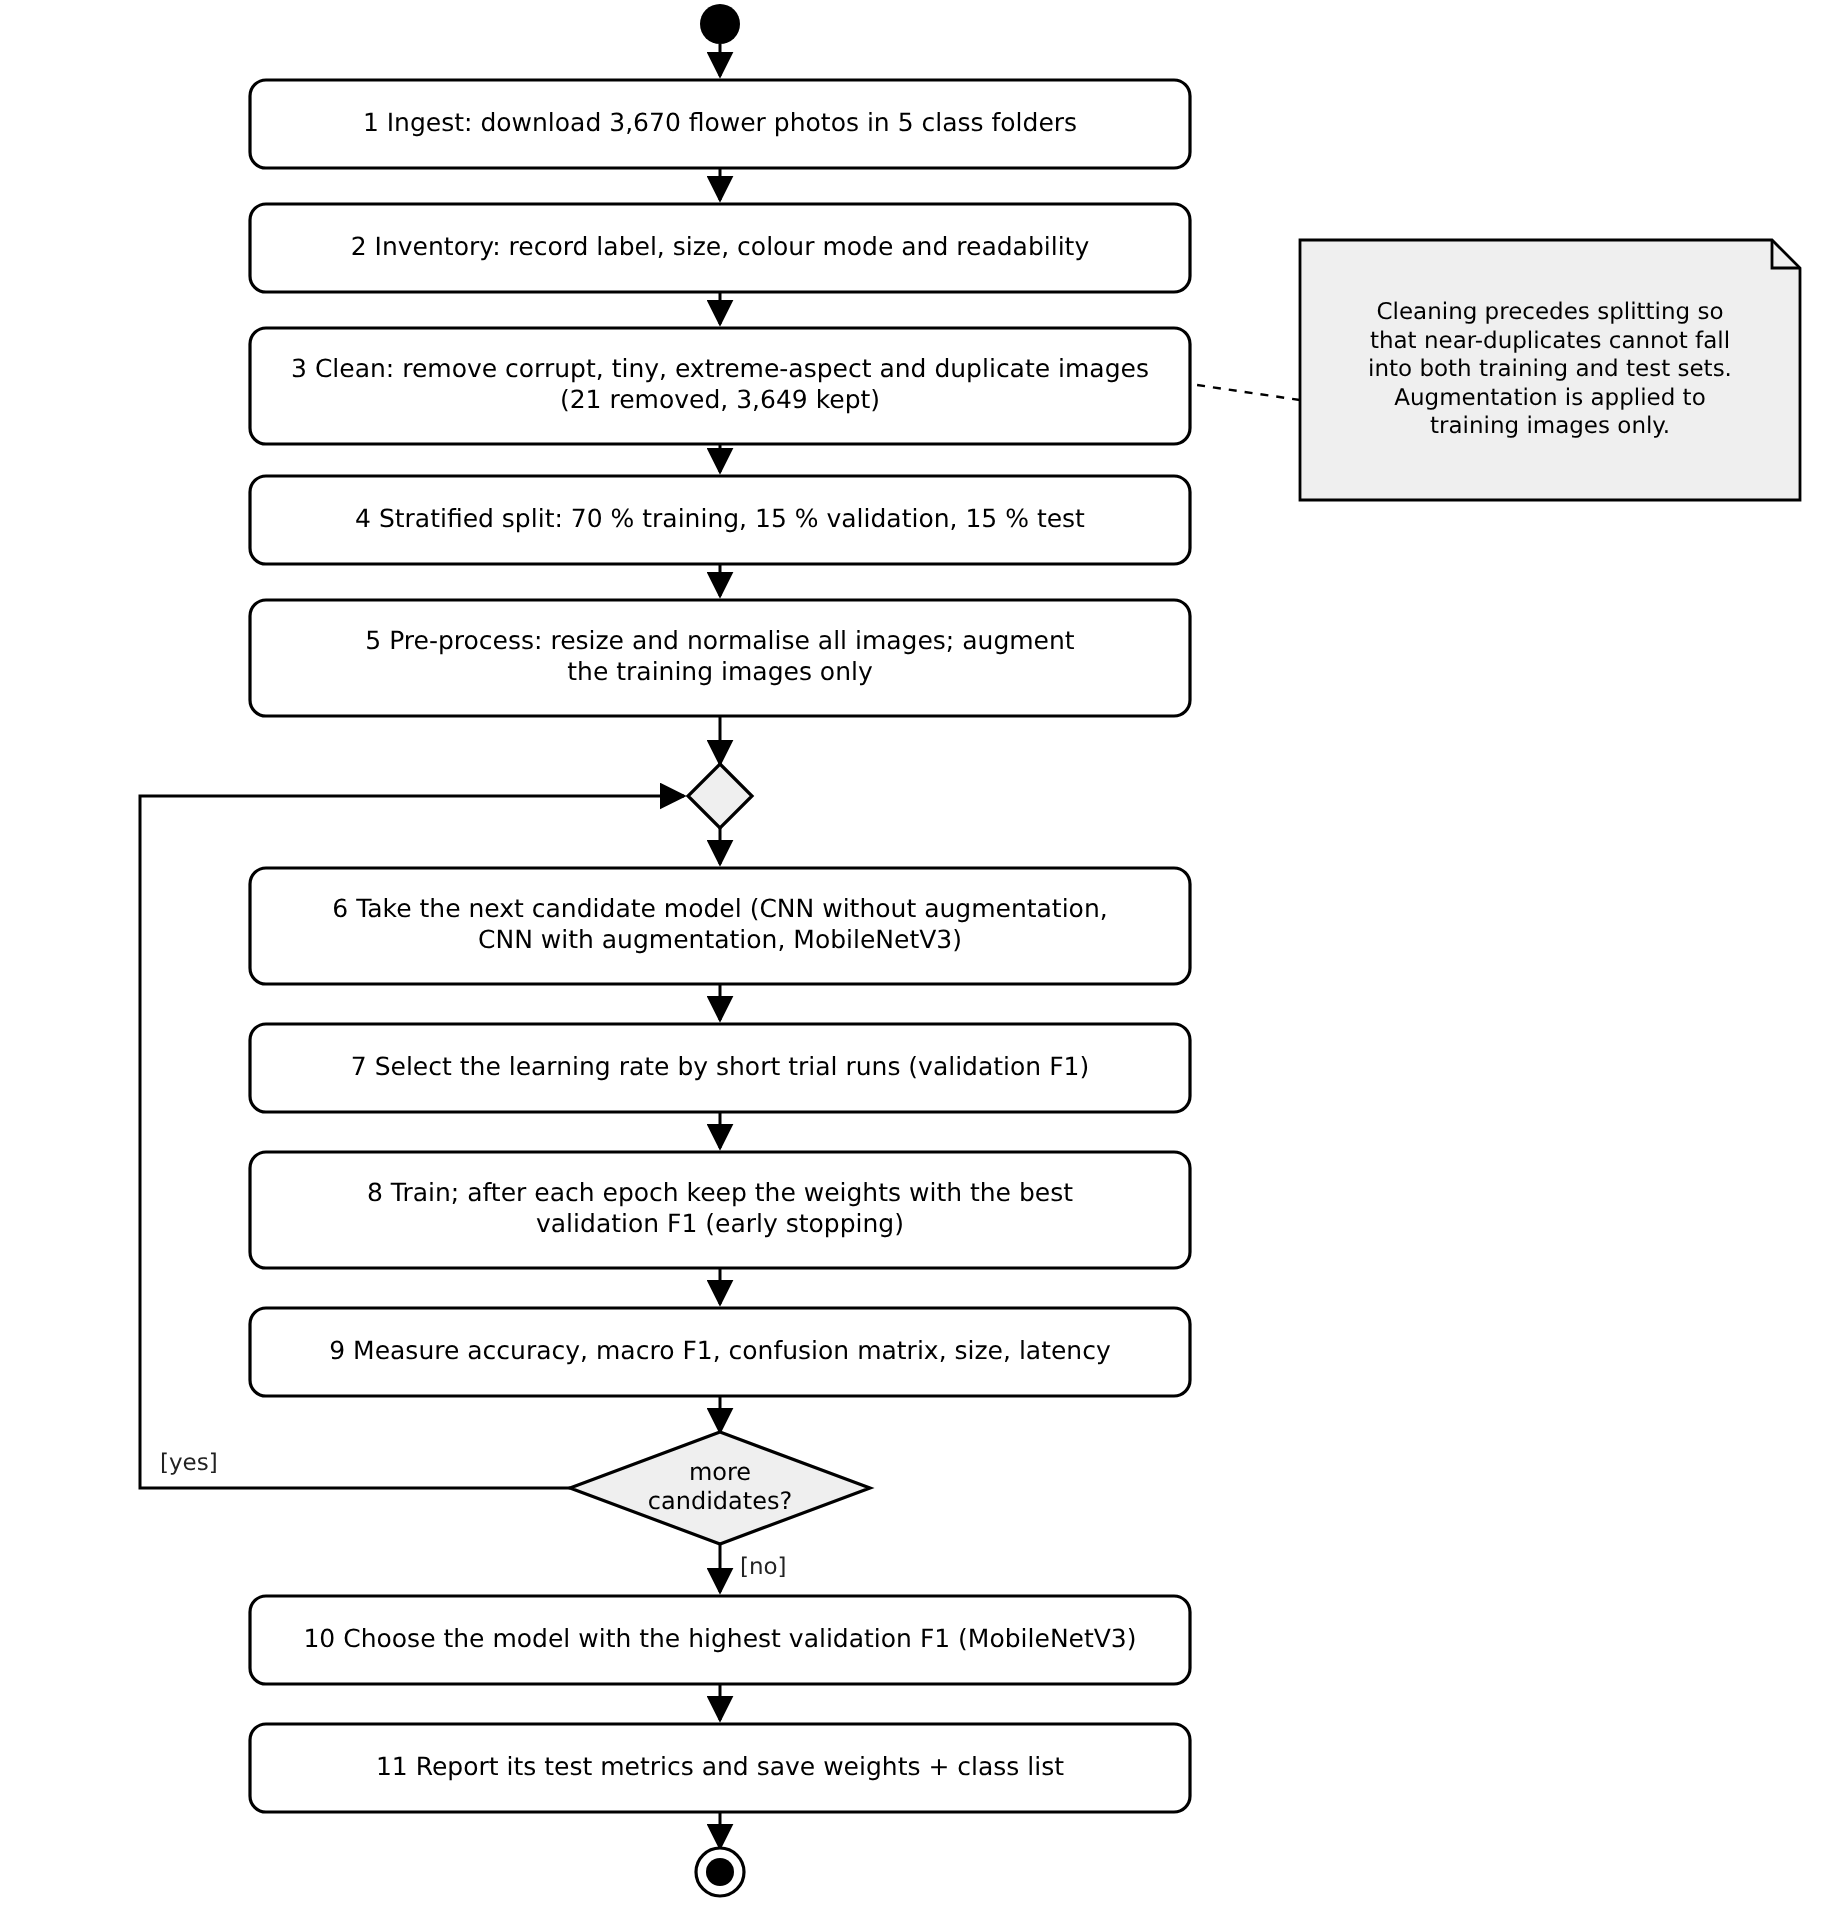 1 Ingest: download 3,670 flower photos in 5 class folders
2 Inventory: record label, size, colour mode and readability
3 Clean: remove corrupt, tiny, extreme-aspect and duplicate images
(21 removed, 3,649 kept)
Cleaning precedes splitting so
that near-duplicates cannot fall
into both training and test sets.
Augmentation is applied to
training images only.
4 Stratified split: 70 % training, 15 % validation, 15 % test
5 Pre-process: resize and normalise all images; augment
the training images only
6 Take the next candidate model (CNN without augmentation,
CNN with augmentation, MobileNetV3)
7 Select the learning rate by short trial runs (validation F1)
8 Train; after each epoch keep the weights with the best
validation F1 (early stopping)
9 Measure accuracy, macro F1, confusion matrix, size, latency
[yes]
more
candidates?
[no]
10 Choose the model with the highest validation F1 (MobileNetV3)
11 Report its test metrics and save weights + class list